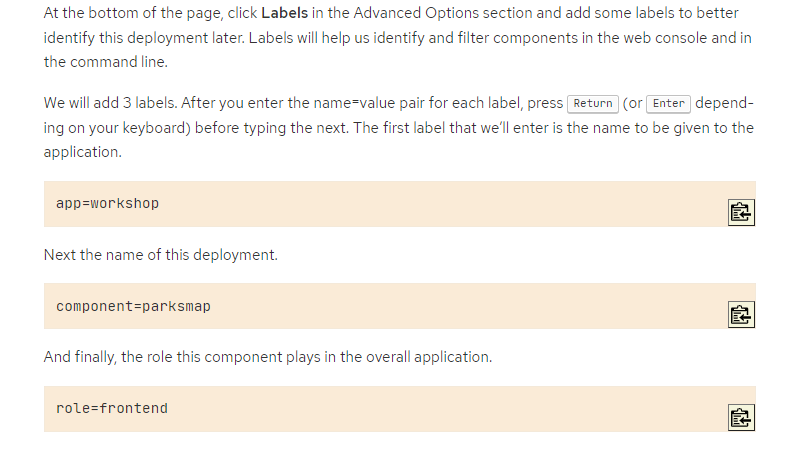 At the bottom of the page, click Labels in the Advanced Options section and add some labels to better
identify this deployment later. Labels will help us identify and filter components in the web console and in
the command line.
We will add 3 labels. After you enter the name=value pair for each label, press Return (or Enter depend-
ing on your keyboard) before typing the next. The first label that we’ll enter is the name to be given to the
application.
app=workshop
Next the name of this deployment.
component=parksmap
And finally, the role this component plays in the overall application.
role=frontend